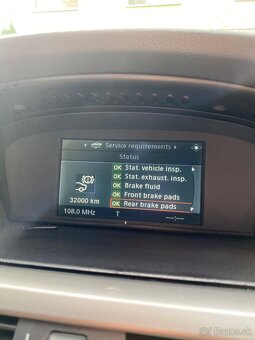 Service requirements
Status
OK Stat. vehicle insp.
OK Stat. exhaust. insp.
OK Brake fluid
OK Front brake pads
OK Rear brake pads
32000 km
108.0 MHz T --:--
Bazos.sk